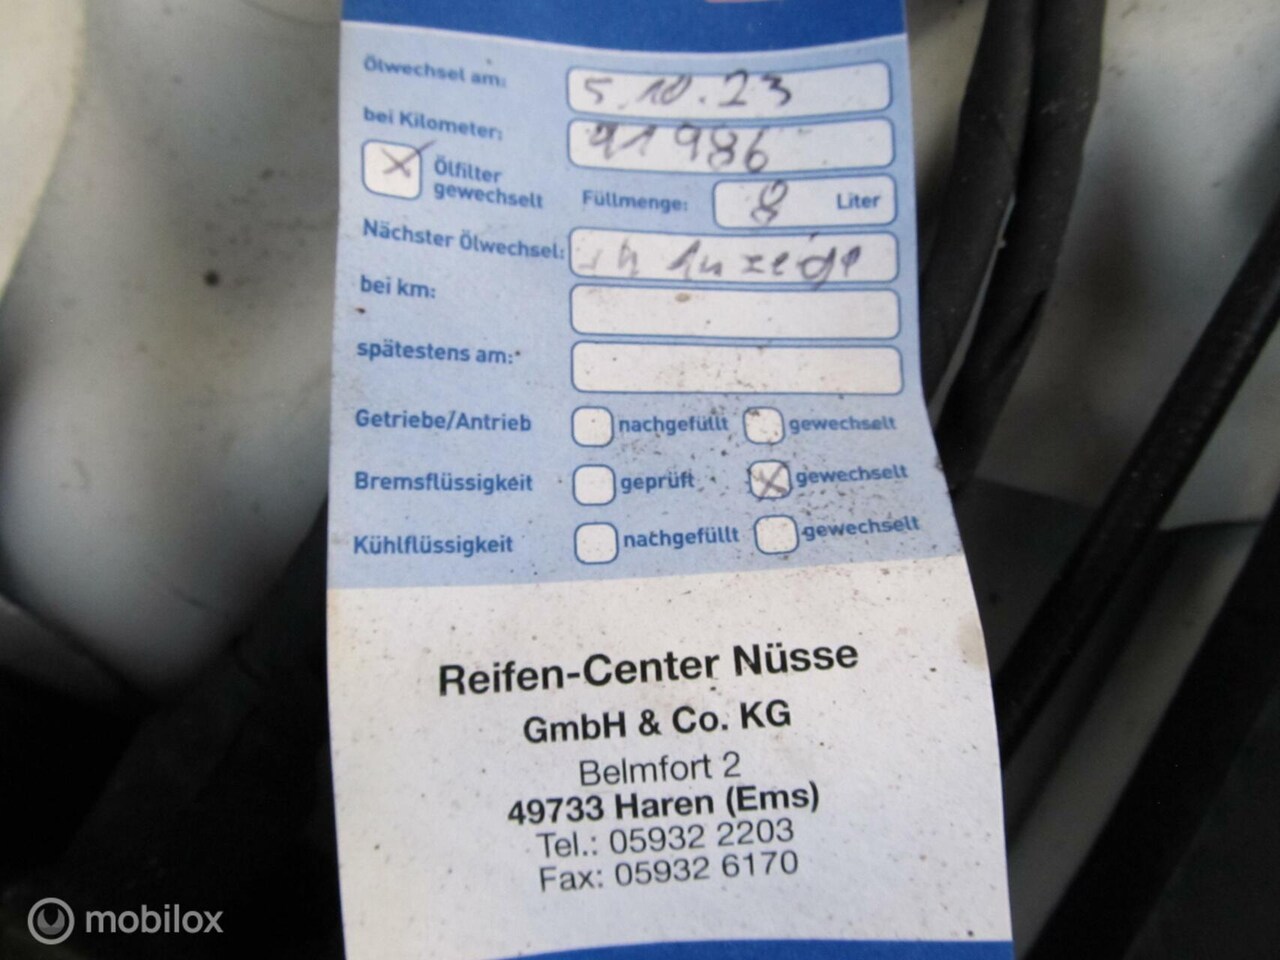 Ölwechsel am: 5.10.23
bei Kilometer: 91986
Ölfilter
gewechselt Füllmenge: 8 Liter
Nächster Ölwechsel: Anzeige
bei km:
spätestens am:
Getriebe/Antrieb nachgefüllt gewechselt
Bremsflüssigkeit geprüft gewechselt
Kühlflüssigkeit nachgefüllt gewechselt
Reifen-Center Nüsse
GmbH & Co. KG
Belmfort 2
49733 Haren (Ems)
Tel.: 05932 2203
Fax: 05932 6170
mobilox